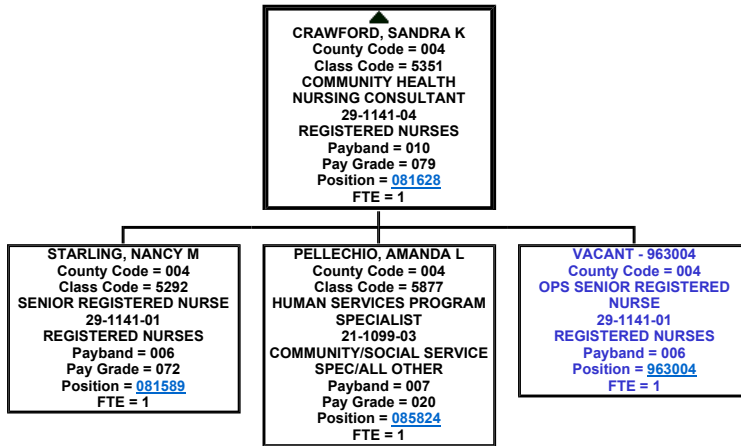 CRAWFORD, SANDRA K
County Code = 004
Class Code = 5351
COMMUNITY HEALTH
NURSING CONSULTANT
29-1141-04
REGISTERED NURSES
Payband = 010
Pay Grade = 079
Position = 081628
FTE = 1
STARLING, NANCY M
County Code = 004
Class Code = 5292
SENIOR REGISTERED NURSE
29-1141-01
REGISTERED NURSES
Payband = 006
Pay Grade = 072
Position = 081589
FTE = 1
PELLECHIO, AMANDA L
County Code = 004
Class Code = 5877
HUMAN SERVICES PROGRAM
SPECIALIST
21-1099-03
COMMUNITY/SOCIAL SERVICE
SPEC/ALL OTHER
Payband = 007
Pay Grade = 020
Position = 085824
FTE = 1
VACANT - 963004
County Code = 004
OPS SENIOR REGISTERED
NURSE
29-1141-01
REGISTERED NURSES
Payband = 006
Position = 963004
FTE = 1